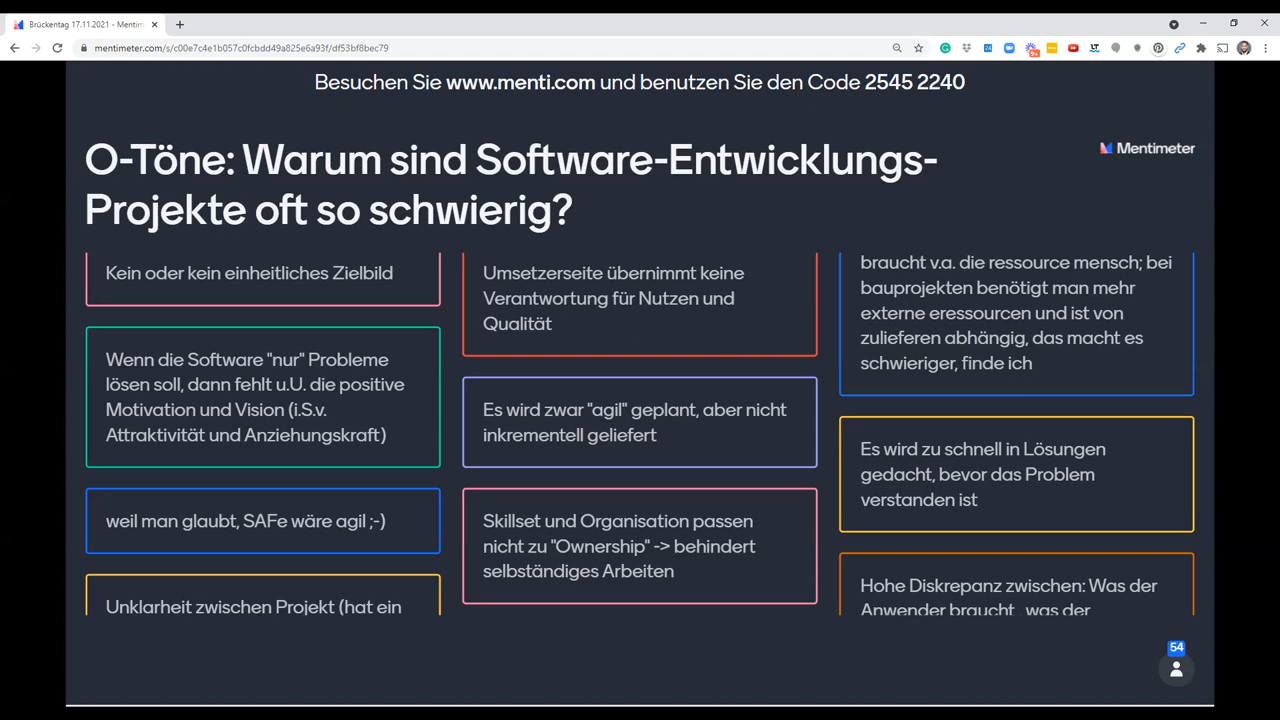 Brückentag 17.11.2021 - Mentim
mentimeter.com/s/c00e7c4e1b057c0fcbdd49a825e6a93f/df53bf8bec79
Besuchen Sie www.menti.com und benutzen Sie den Code 2545 2240
O-Töne: Warum sind Software-Entwicklungs-
Projekte oft so schwierig?
Mentimeter
Kein oder kein einheitliches Zielbild
Wenn die Software "nur" Probleme
lösen soll, dann fehlt u.U. die positive
Motivation und Vision (i.S.v.
Attraktivität und Anziehungskraft)
weil man glaubt, SAFe wäre agil ;-)
Unklarheit zwischen Projekt (hat ein
Umsetzerseite übernimmt keine
Verantwortung für Nutzen und
Qualität
Es wird zwar "agil" geplant, aber nicht
inkrementell geliefert
Skillset und Organisation passen
nicht zu "Ownership" -> behindert
selbständiges Arbeiten
braucht v.a. die ressource mensch; bei
bauprojekten benötigt man mehr
externe eressourcen und ist von
zulieferen abhängig, das macht es
schwieriger, finde ich
Es wird zu schnell in Lösungen
gedacht, bevor das Problem
verstanden ist
Hohe Diskrepanz zwischen: Was der
Anwender braucht, was der
54